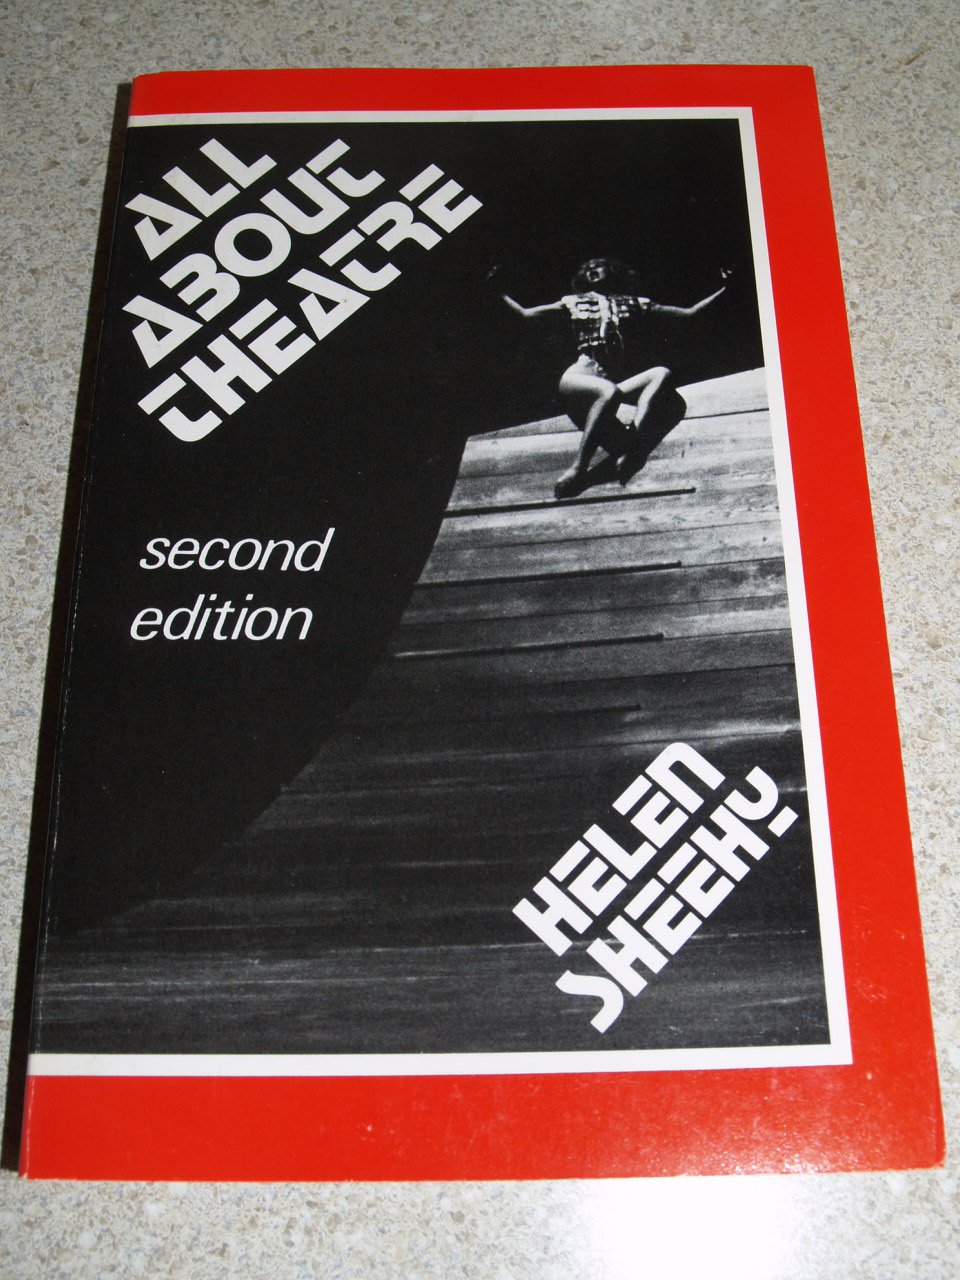 ALL
ABOUT
THEATRE
second
edition
HELEN
SHEEHY